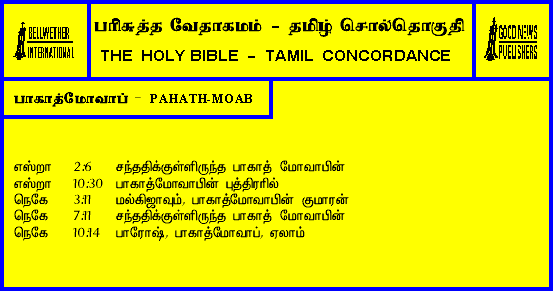 BELLWETHER
INTERNATIONAL
பரிசுத்த வேதாகமம் - தமிழ் சொல்தொகுதி
THE HOLY BIBLE - TAMIL CONCORDANCE
GOOD NEWS
PUBLISHERS
பாகாத்மோவாப் - PAHATH-MOAB
எஸ்றா 2:6 சந்ததிக்குள்ளிருந்த பாகாத் மோவாபின்
எஸ்றா 10:30 பாகாத்மோவாபின் புத்திரரில்
நெகே 3:11 மல்கிஜாவும், பாகாத்மோவாபின் குமாரன்
நெகே 7:11 சந்ததிக்குள்ளிருந்த பாகாத் மோவாபின்
நெகே 10:14 பாரோஷ், பாகாத்மோவாப், ஏலாம்